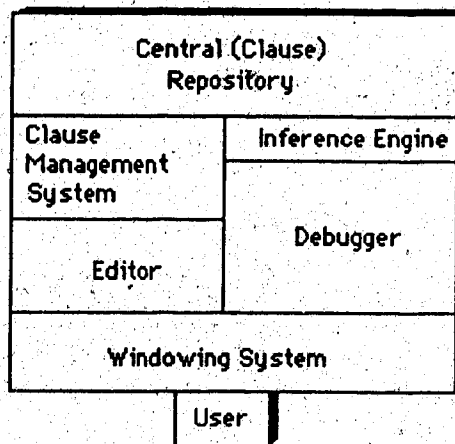 Central (Clause)
Repository
Clause
Management
System
Inference Engine
Editor
Debugger
Windowing System
User